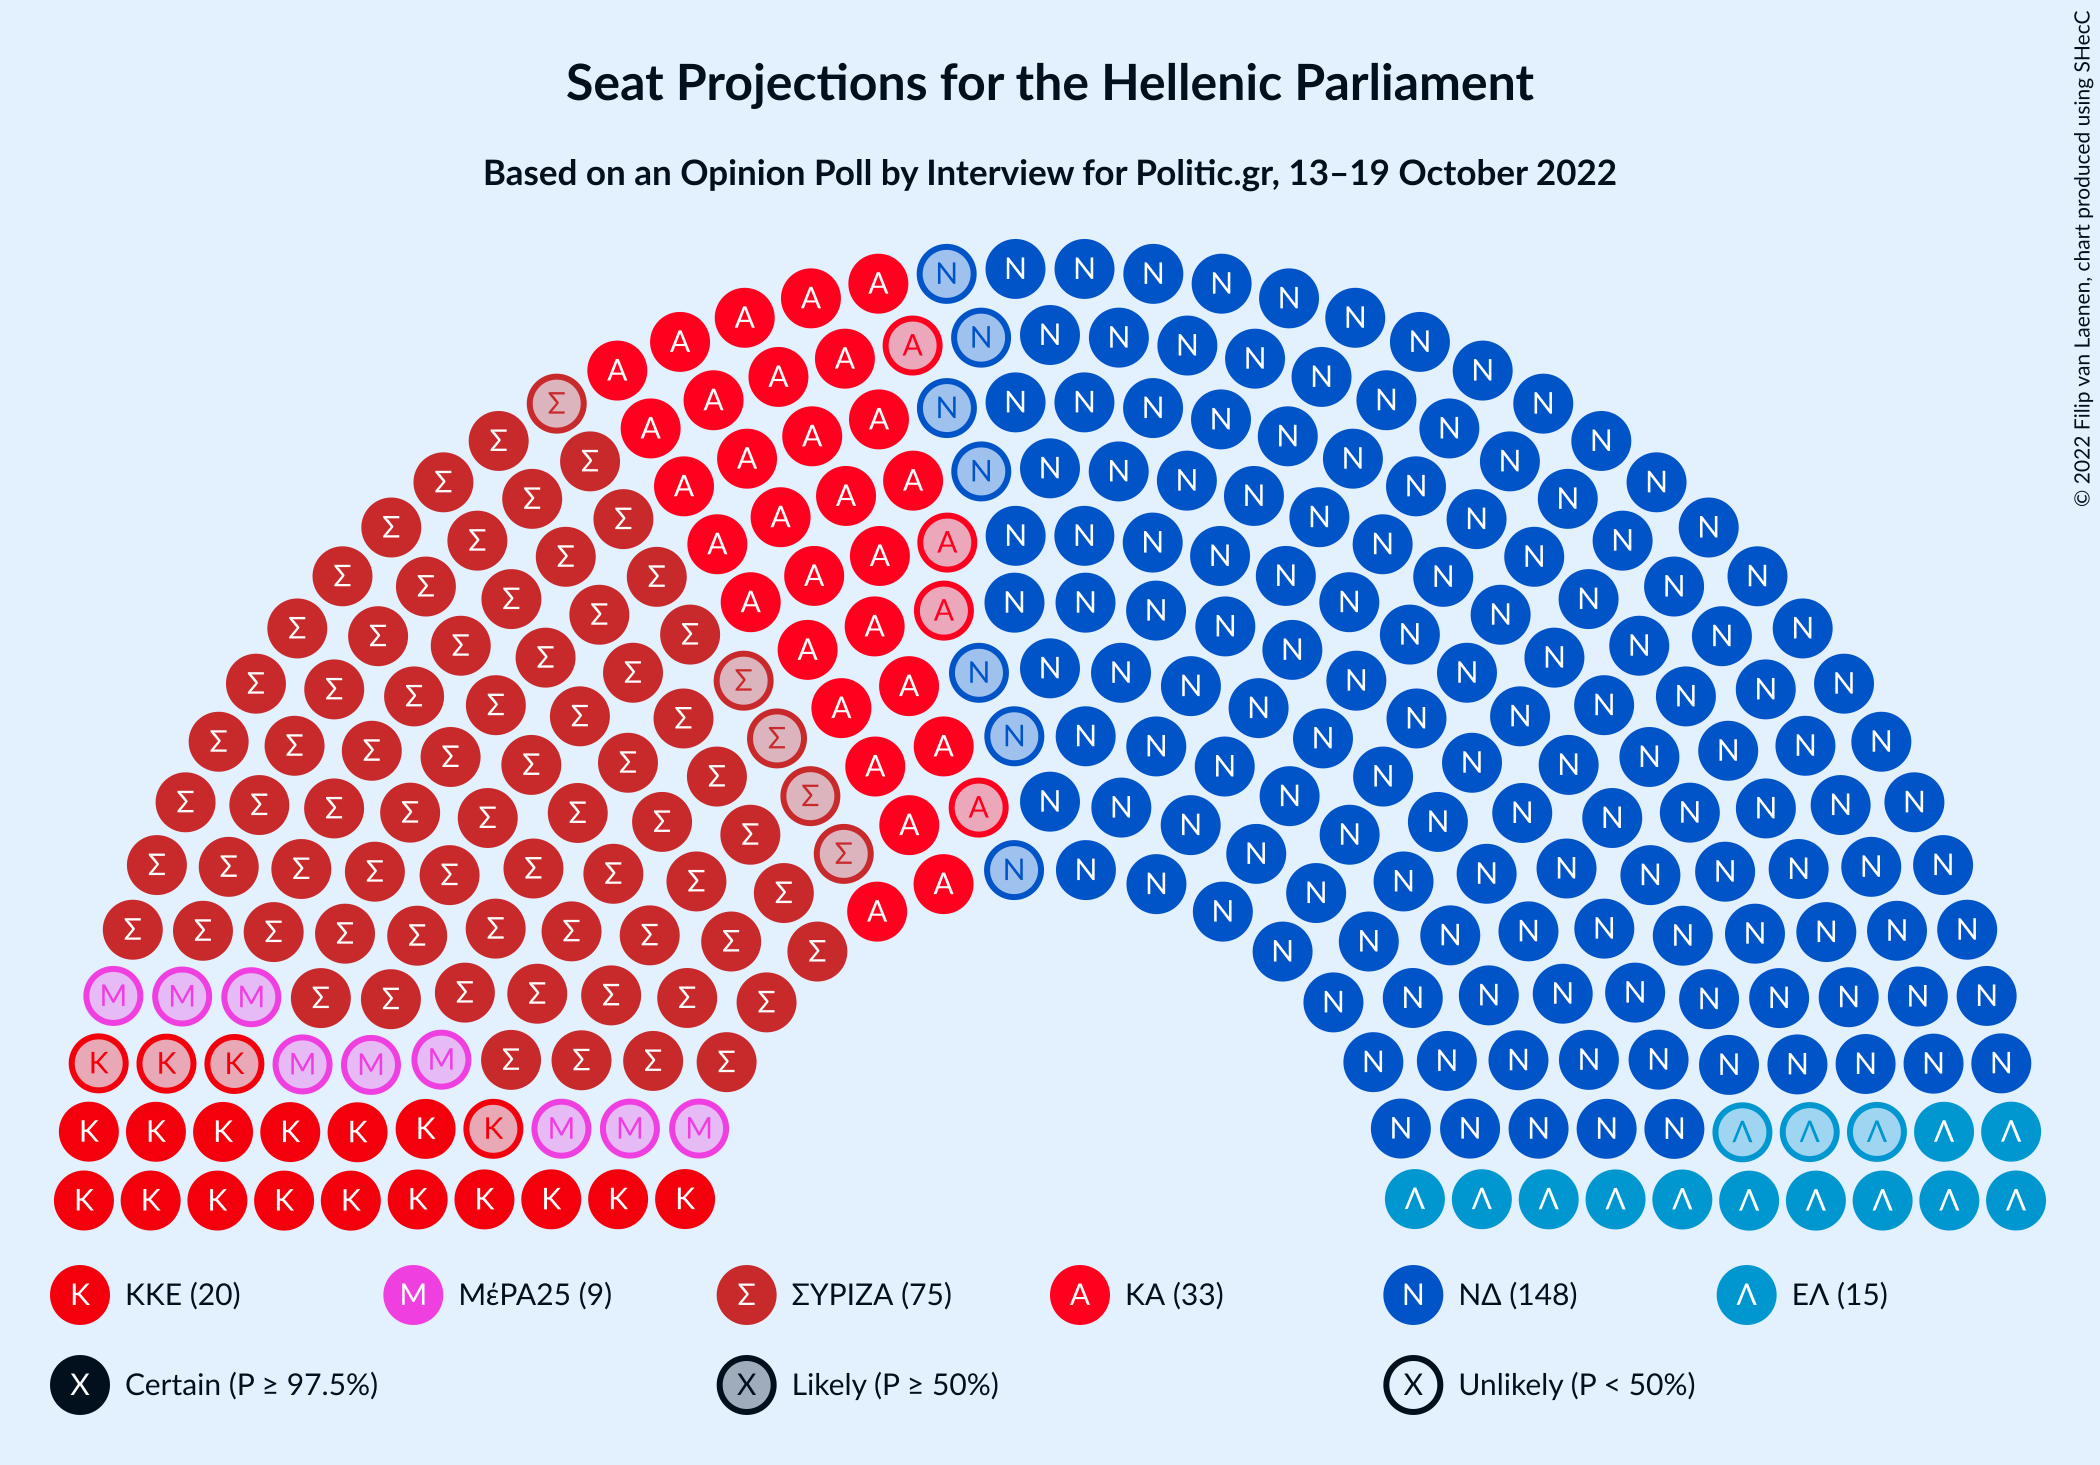 Seat Projections for the Hellenic Parliament
Based on an Opinion Poll by Interview for Politic.gr, 13–19 October 2022
© 2022 Filip van Laenen, chart produced using SHecC
K ΚΚΕ (20)
M ΜέΡΑ25 (9)
Σ ΣΥΡΙΖΑ (75)
A ΚΑ (33)
N ΝΔ (148)
Λ ΕΛ (15)
X Certain (P ≥ 97.5%)
X Likely (P ≥ 50%)
X Unlikely (P < 50%)